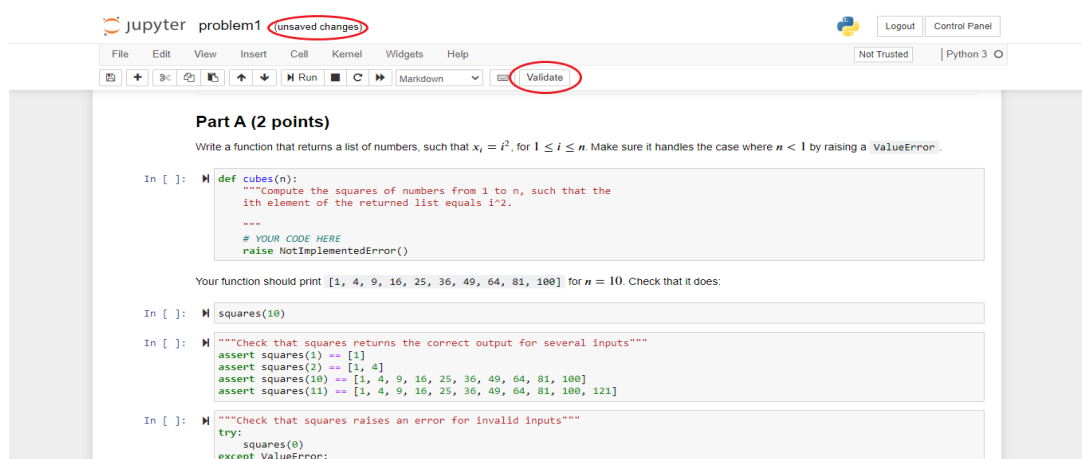 jupyter problem1 (unsaved changes) Logout Control Panel
File Edit View Insert Cell Kernel Widgets Help Not Trusted | Python 3
Run Markdown Validate
Part A (2 points)
Write a function that returns a list of numbers, such that xᵢ = i², for 1 ≤ i ≤ n. Make sure it handles the case where n < 1 by raising a ValueError .
In [ ]: def cubes(n):
"""Compute the squares of numbers from 1 to n, such that the
ith element of the returned list equals i^2.
"""
# YOUR CODE HERE
raise NotImplementedError()
Your function should print [1, 4, 9, 16, 25, 36, 49, 64, 81, 100] for n = 10. Check that it does:
In [ ]: squares(10)
In [ ]: """Check that squares returns the correct output for several inputs"""
assert squares(1) == [1]
assert squares(2) == [1, 4]
assert squares(10) == [1, 4, 9, 16, 25, 36, 49, 64, 81, 100]
assert squares(11) == [1, 4, 9, 16, 25, 36, 49, 64, 81, 100, 121]
In [ ]: """Check that squares raises an error for invalid inputs"""
try:
squares(0)
except ValueError: